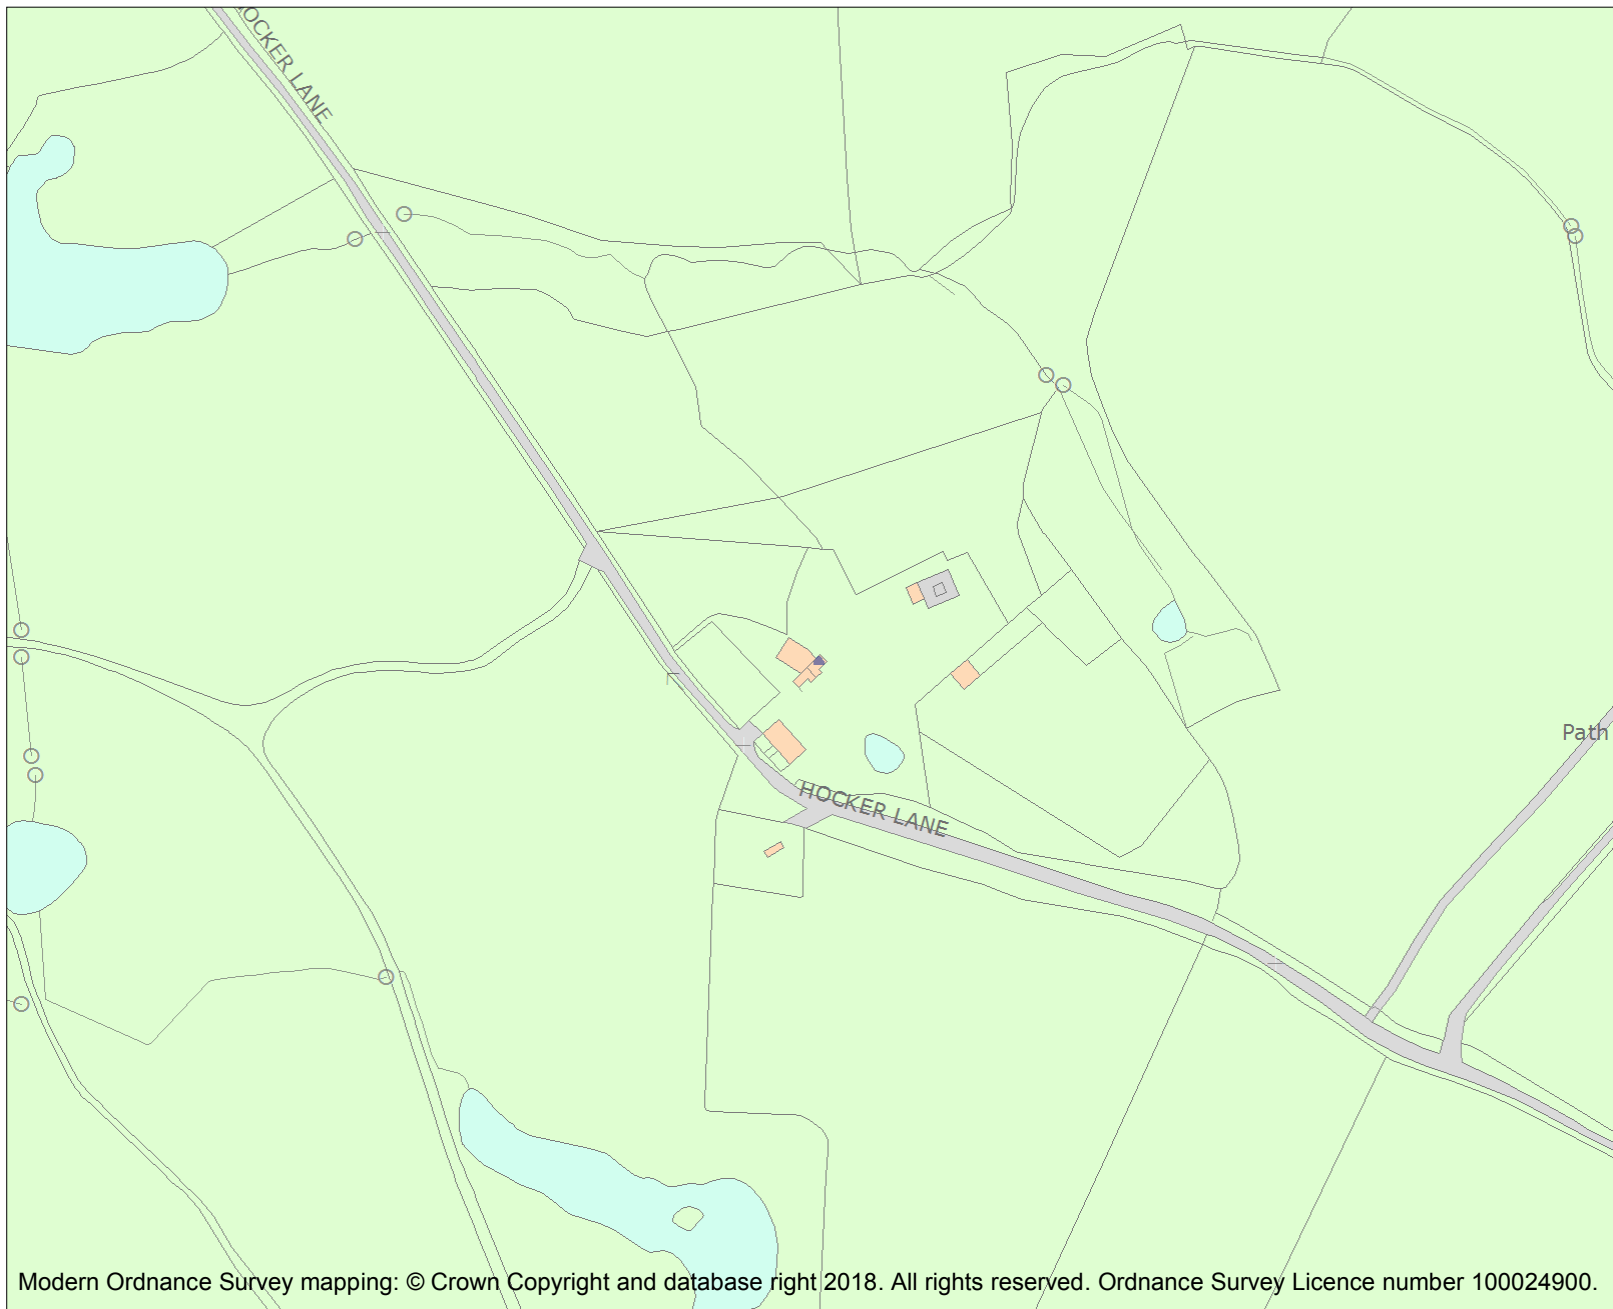 HOCKER LANE
Path
HOCKER LANE
Modern Ordnance Survey mapping: © Crown Copyright and database right 2018. All rights reserved. Ordnance Survey Licence number 100024900.